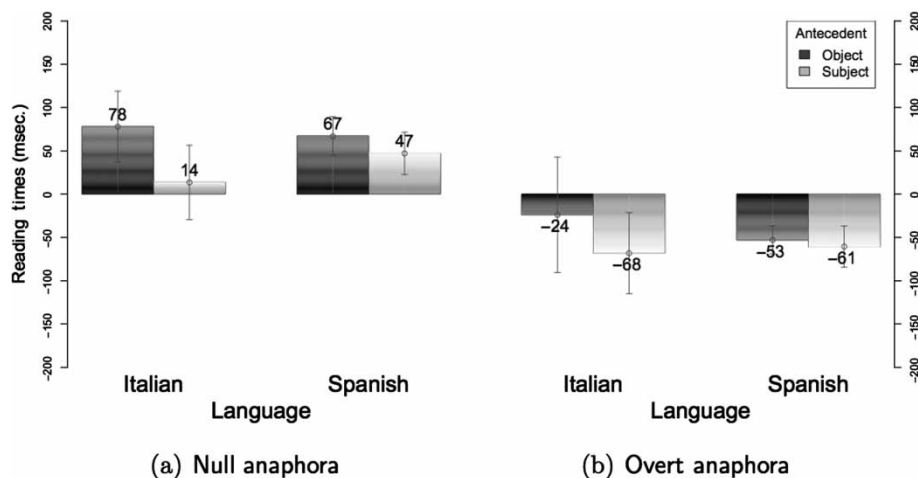 Reading times (msec.)
200
150
100
50
0
−50
−100
−150
−200
78
14
67
47
Italian
Spanish
Language
(a) Null anaphora
Antecedent
Object
Subject
−24
−68
−53
−61
200
150
100
50
0
−50
−100
−150
−200
Italian
Spanish
Language
(b) Overt anaphora